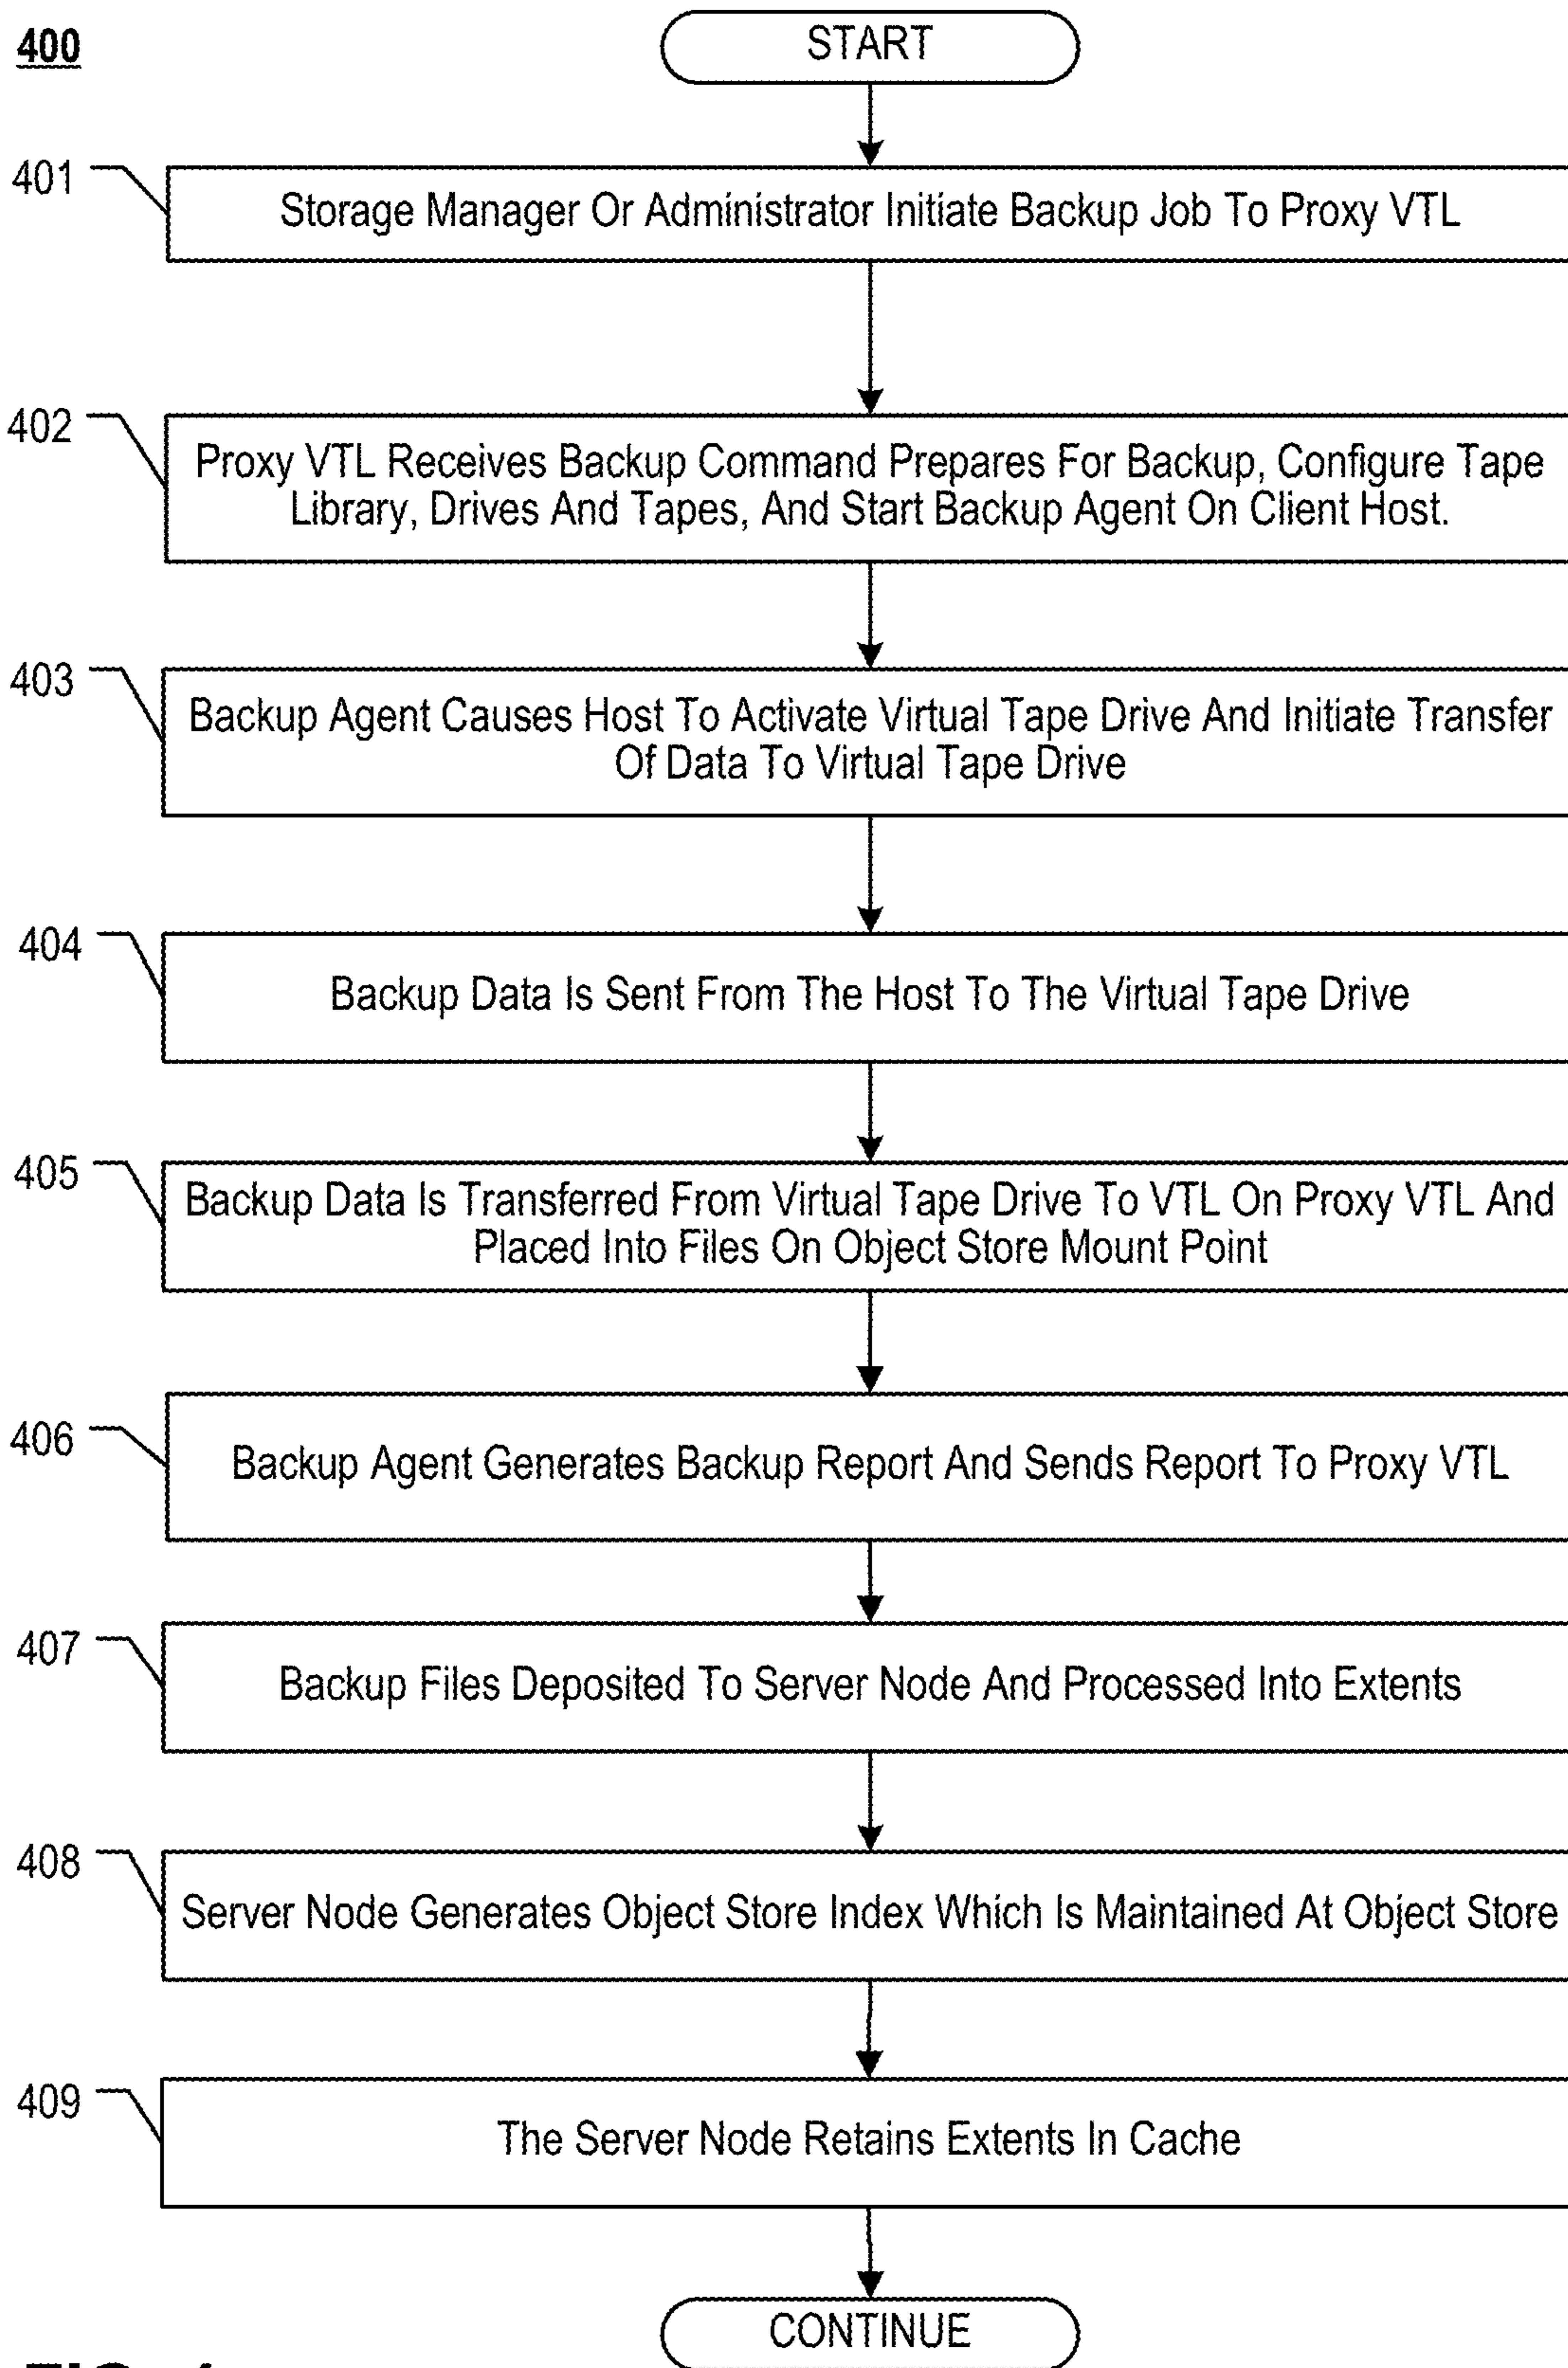 400
START
401
Storage Manager Or Administrator Initiate Backup Job To Proxy VTL
402
Proxy VTL Receives Backup Command Prepares For Backup, Configure Tape
Library, Drives And Tapes, And Start Backup Agent On Client Host.
403
Backup Agent Causes Host To Activate Virtual Tape Drive And Initiate Transfer
Of Data To Virtual Tape Drive
404
Backup Data Is Sent From The Host To The Virtual Tape Drive
405
Backup Data Is Transferred From Virtual Tape Drive To VTL On Proxy VTL And
Placed Into Files On Object Store Mount Point
406
Backup Agent Generates Backup Report And Sends Report To Proxy VTL
407
Backup Files Deposited To Server Node And Processed Into Extents
408
Server Node Generates Object Store Index Which Is Maintained At Object Store
409
The Server Node Retains Extents In Cache
CONTINUE